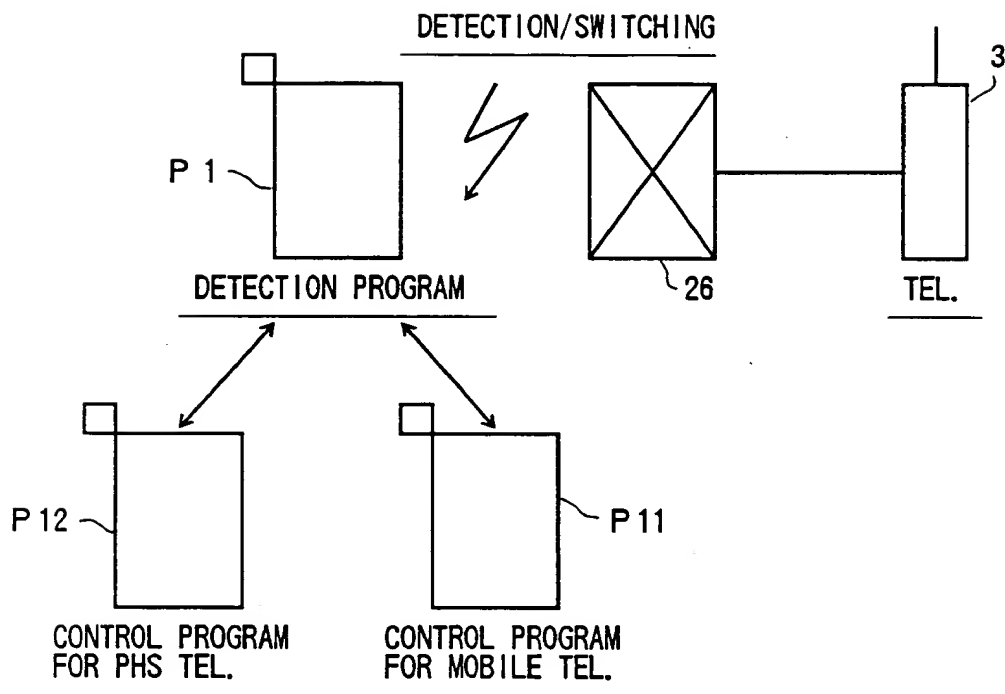 DETECTION/SWITCHING
3
P 1
26
DETECTION PROGRAM
TEL.
P 12
P 11
CONTROL PROGRAM
FOR PHS TEL.
CONTROL PROGRAM
FOR MOBILE TEL.